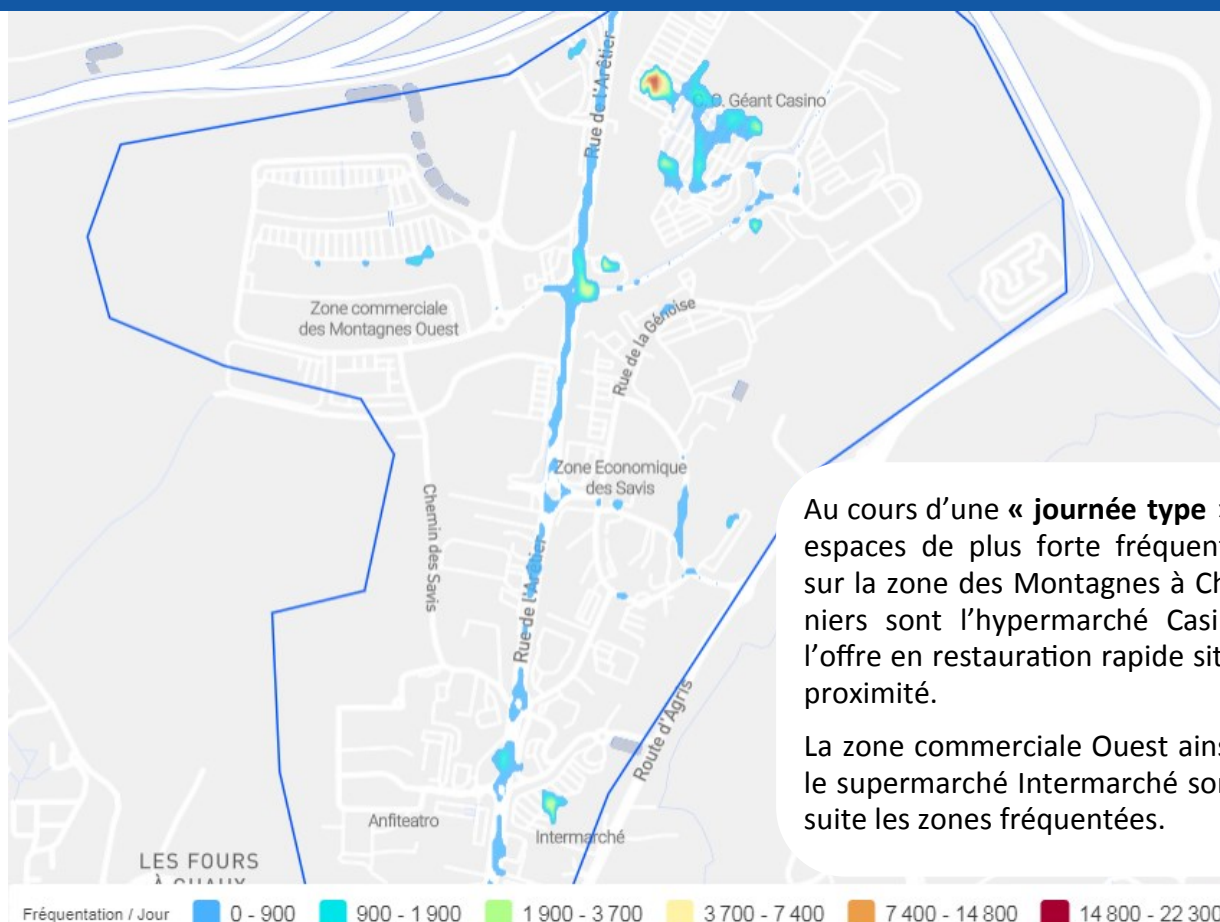 Rue de l'Arêtier
Géant Casino
Zone commerciale
des Montagnes Ouest
Rue de la Génoise
Zone Economique
des Savis
Chemin des Savis
Rue de l'Arêtier
Route d'Agris
Anfiteatro
Intermarché
LES FOURS
À CHAUX
Au cours d'une « journée type
espaces de plus forte fréquent
sur la zone des Montagnes à Ch
niers sont l'hypermarché Casi
l'offre en restauration rapide sit
proximité.
La zone commerciale Ouest ains
le supermarché Intermarché sor
suite les zones fréquentées.
Fréquentation / Jour 0 - 900 900 - 1 900 1 900 - 3 700 3 700 - 7 400 7 400 - 14 800 14 800 - 22 300